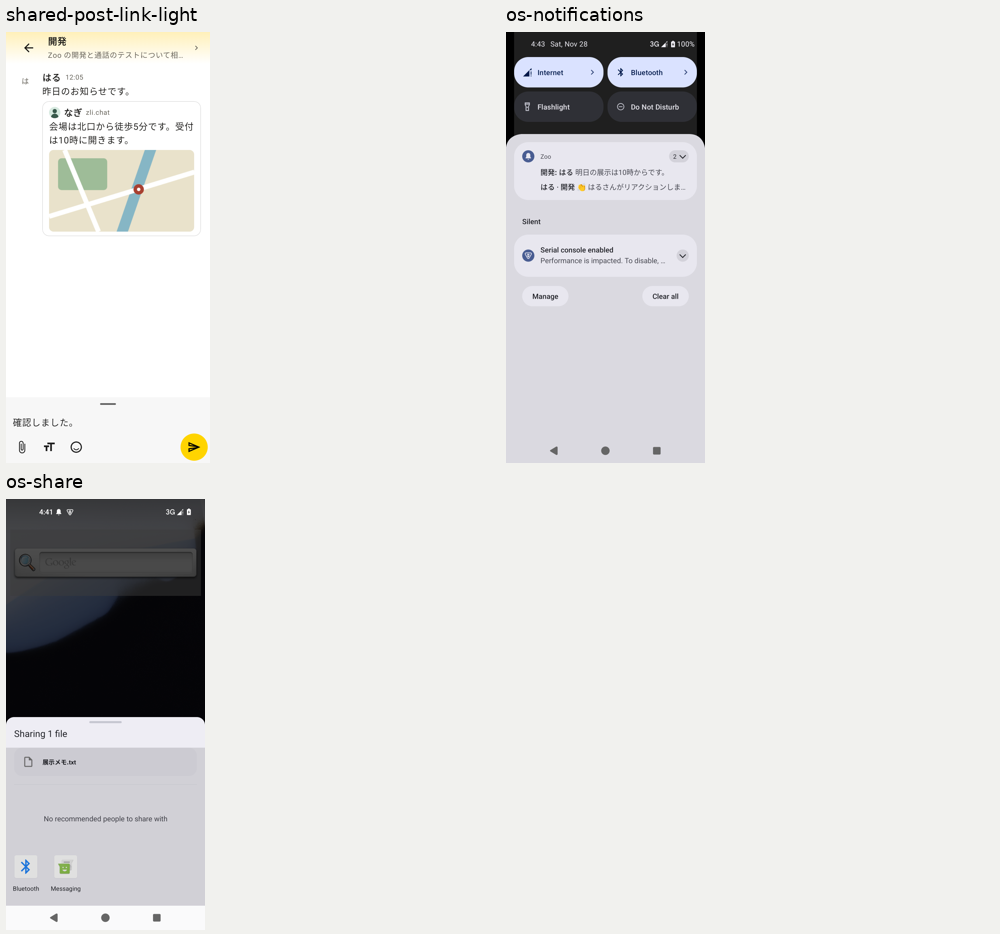 shared-post-link-light
開発
Zoo の開発と通話のテストについて相…
は
はる 12:05
昨日のお知らせです。
なぎ zli.chat
会場は北口から徒歩5分です。受付
は10時に開きます。
確認しました。
os-notifications
4:43 Sat, Nov 28 3G 100%
Internet
Bluetooth
Flashlight
Do Not Disturb
Zoo 2
開発: はる 明日の展示は10時からです。
はる · 開発 👏 はるさんがリアクションしま…
Silent
Serial console enabled
Performance is impacted. To disable, …
Manage
Clear all
os-share
4:41 3G
Google
Sharing 1 file
展示メモ.txt
No recommended people to share with
Bluetooth
Messaging